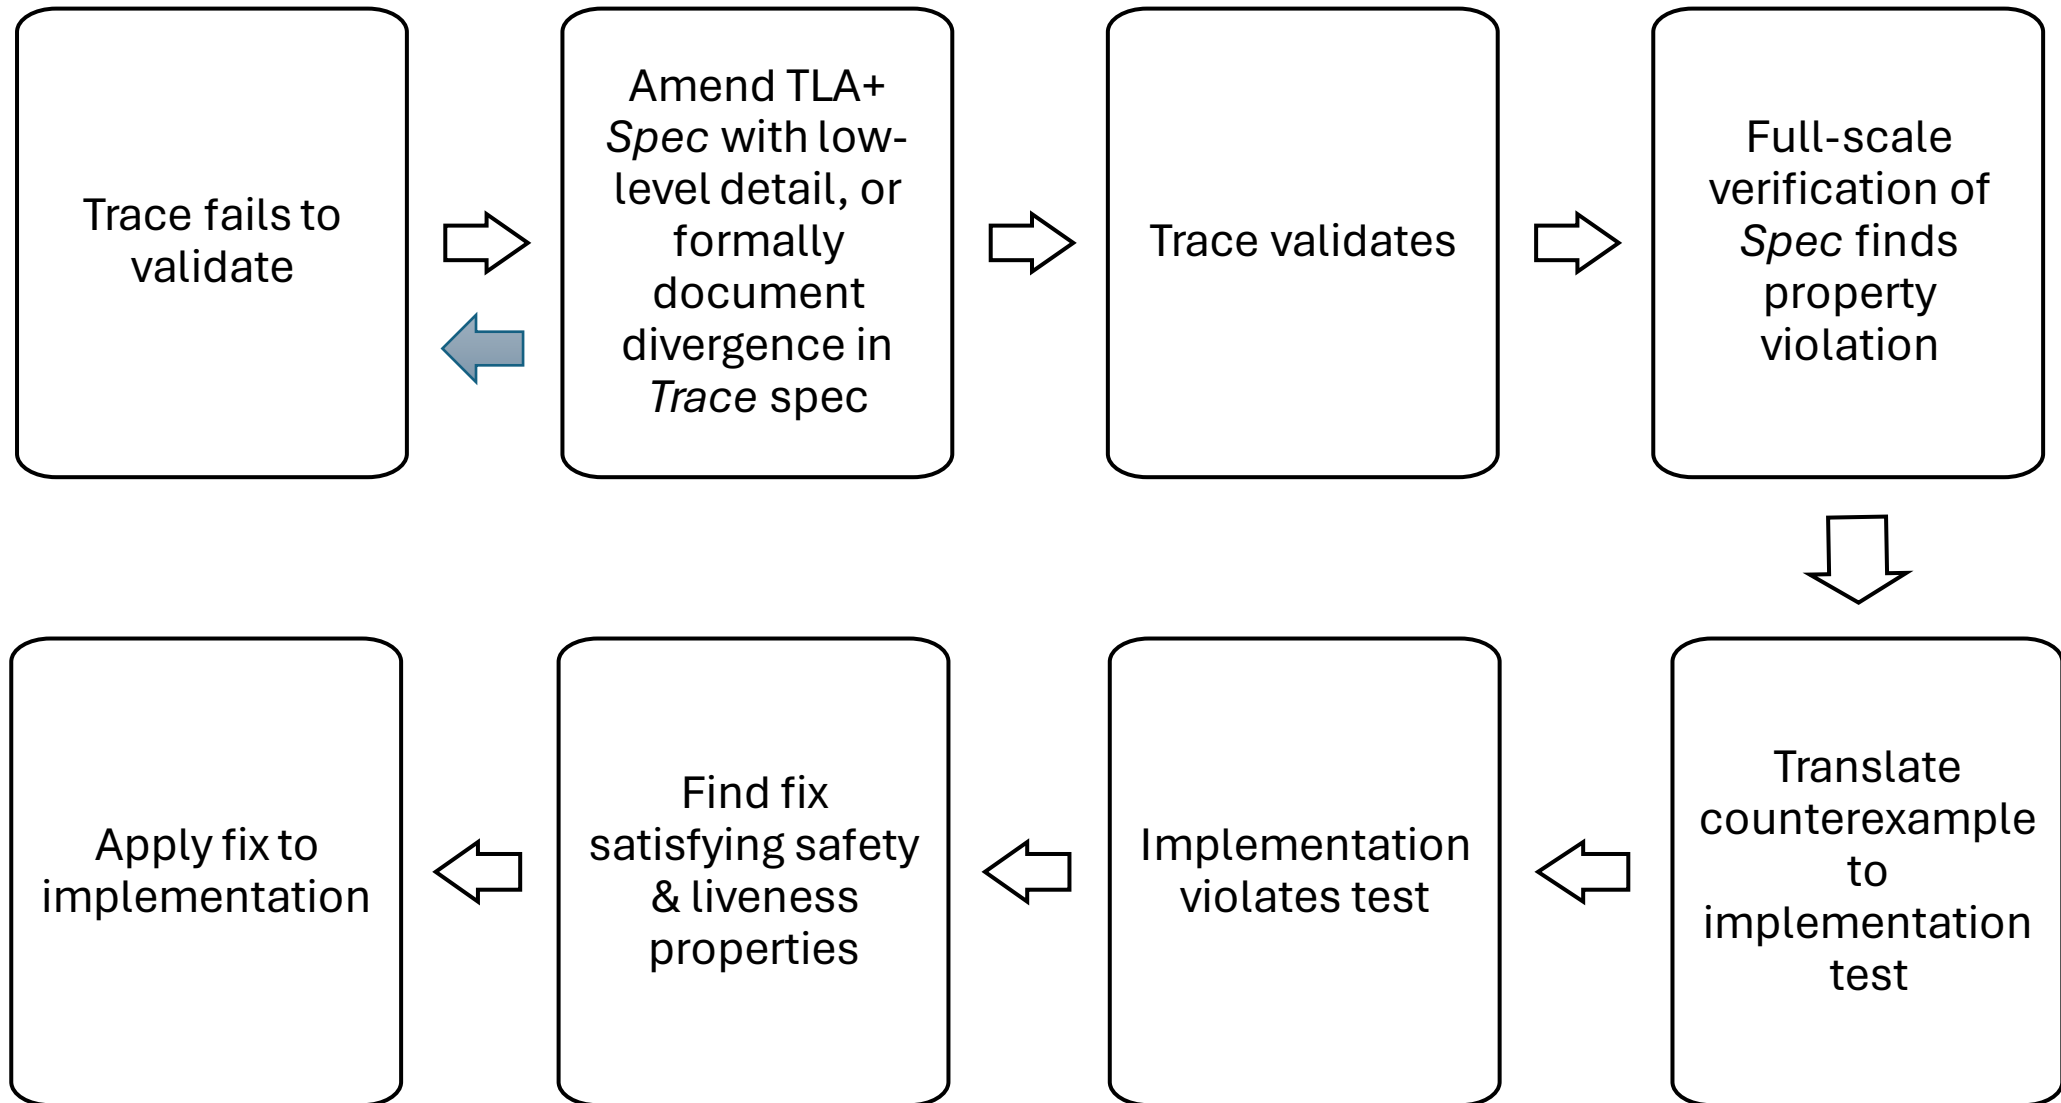 Trace fails to
validate
Amend TLA+
Spec with low-
level detail, or
formally
document
divergence in
Trace spec
Trace validates
Full-scale
verification of
Spec finds
property
violation
Apply fix to
implementation
Find fix
satisfying safety
& liveness
properties
Implementation
violates test
Translate
counterexample
to
implementation
test